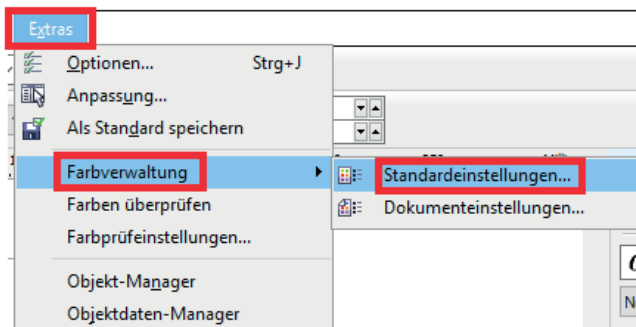 Extras
Optionen... Strg+J
Anpassung...
Als Standard speichern
Farbverwaltung
Standardeinstellungen...
Farben überprüfen
Dokumenteinstellungen...
Farbprüfeinstellungen...
Objekt-Manager
Objektdaten-Manager